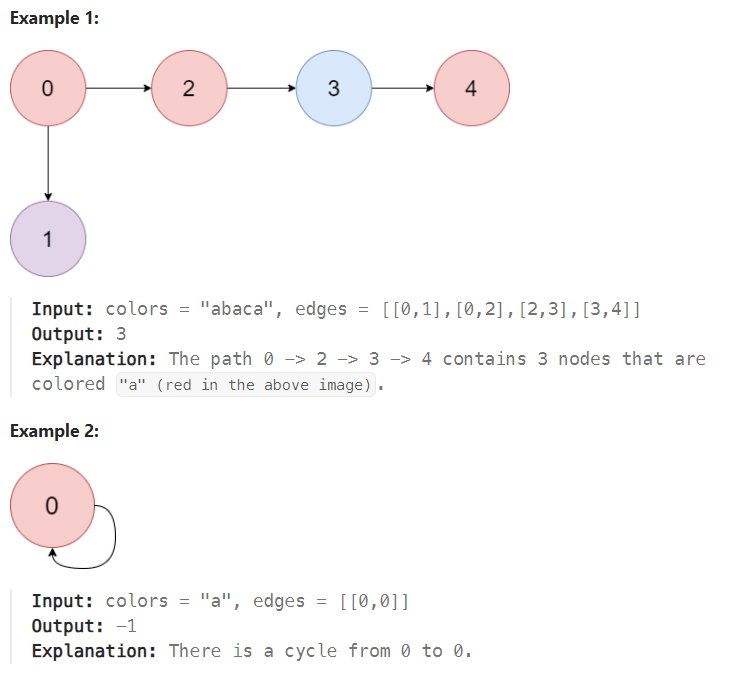 Example 1:
0
2
3
4
1
Input: colors = "abaca", edges = [[0,1],[0,2],[2,3],[3,4]]
Output: 3
Explanation: The path 0 -> 2 -> 3 -> 4 contains 3 nodes that are
colored "a" (red in the above image).
Example 2:
0
Input: colors = "a", edges = [[0,0]]
Output: -1
Explanation: There is a cycle from 0 to 0.